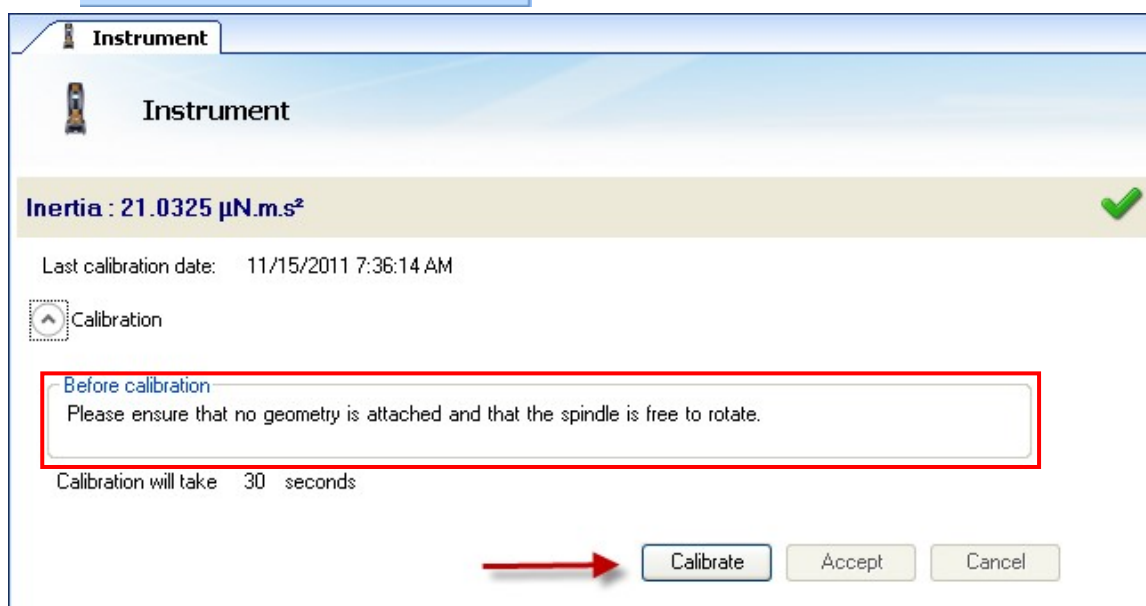 Instrument
Instrument
Inertia : 21.0325 µN.m.s²
Last calibration date: 11/15/2011 7:36:14 AM
Calibration
Before calibration
Please ensure that no geometry is attached and that the spindle is free to rotate.
Calibration will take 30 seconds
Calibrate Accept Cancel